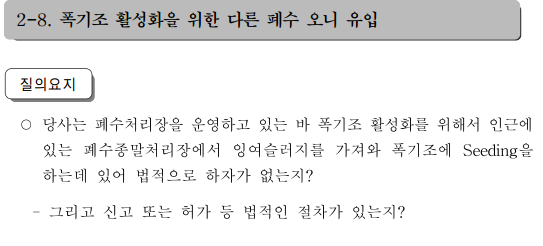 2-8. 폭기조 활성화을 위한 다른 폐수 오니 유입
질의요지
○ 당사는 폐수처리장을 운영하고 있는 바 폭기조 활성화를 위해서 인근에
있는 폐수종말처리장에서 잉여슬러지를 가져와 폭기조에 Seeding을
하는데 있어 법적으로 하자가 없는지?
- 그리고 신고 또는 허가 등 법적인 절차가 있는지?